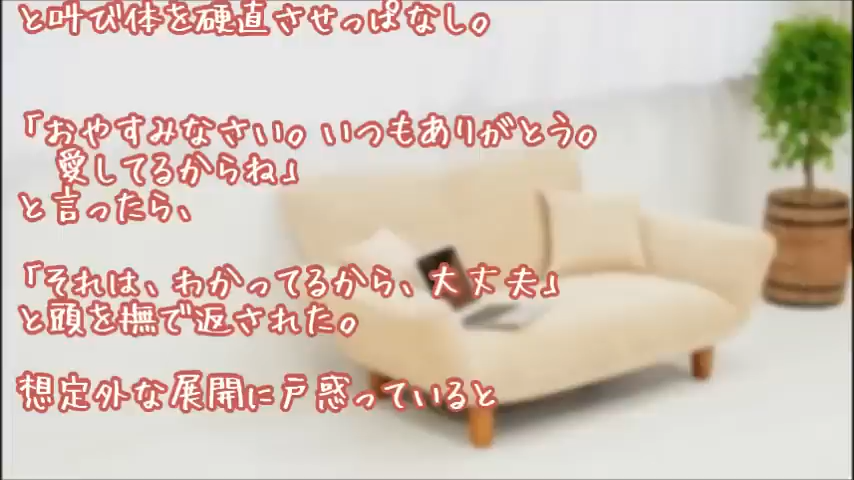 と叫び体を硬直させっぱなし。
「おやすみなさい。いつもありがとう。
愛してるからね」
と言ったら、
「それは、わかってるから、大丈夫」
と頭を撫で返された。
想定外な展開に戸惑っていると